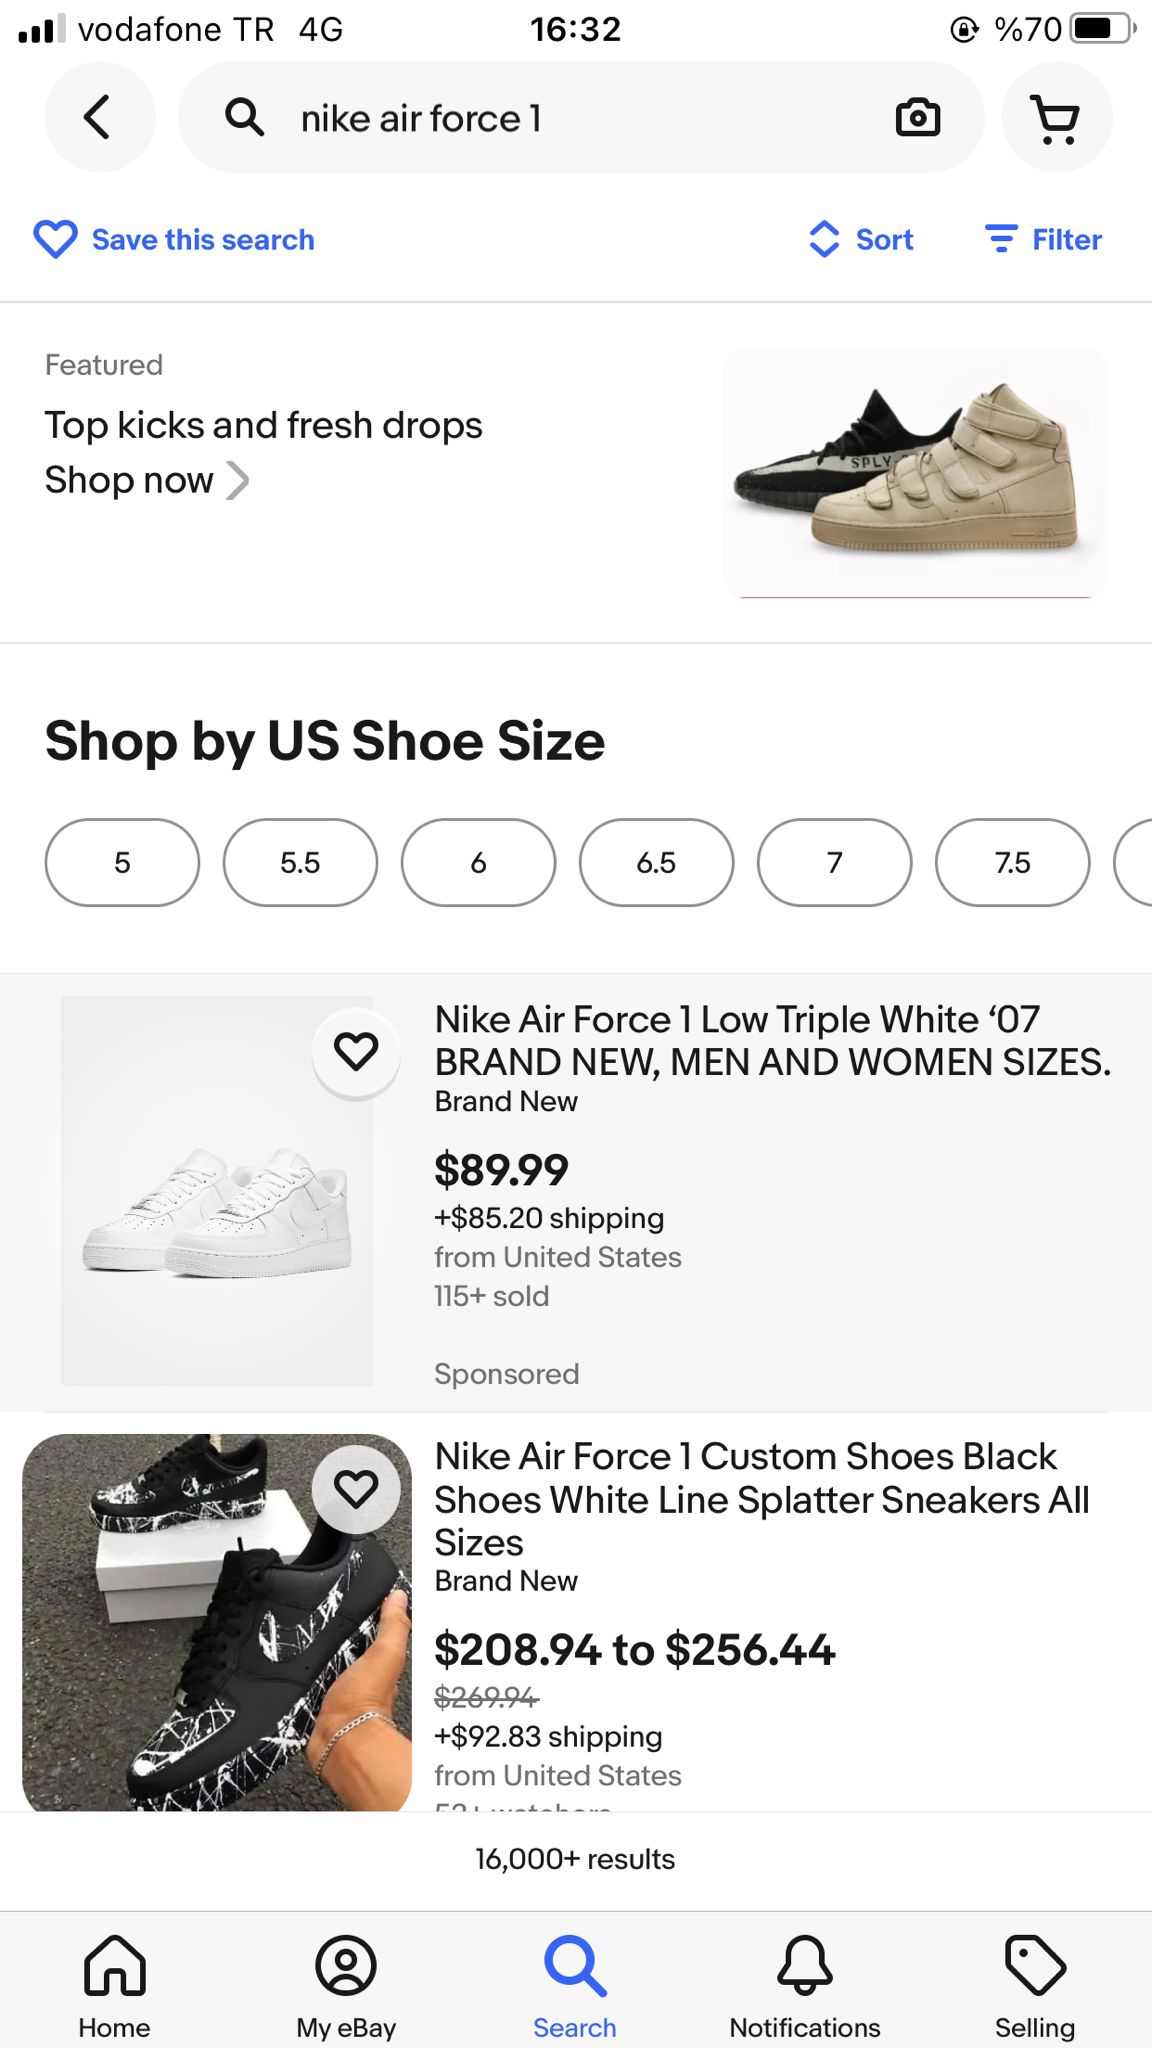 vodafone TR 4G 16:32 %70
nike air force 1
Save this search Sort Filter
Featured
Top kicks and fresh drops
Shop now
SPLY
Shop by US Shoe Size
5 5.5 6 6.5 7 7.5
Nike Air Force 1 Low Triple White ‘07
BRAND NEW, MEN AND WOMEN SIZES.
Brand New
$89.99
+$85.20 shipping
from United States
115+ sold
Sponsored
Nike Air Force 1 Custom Shoes Black
Shoes White Line Splatter Sneakers All
Sizes
Brand New
$208.94 to $256.44
$269.94
+$92.83 shipping
from United States
16,000+ results
Home My eBay Search Notifications Selling